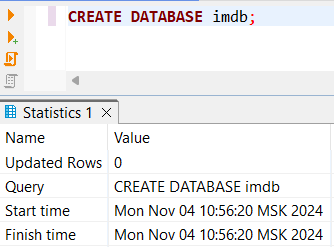 CREATE DATABASE imdb;
Statistics 1
Name Value
Updated Rows 0
Query CREATE DATABASE imdb
Start time Mon Nov 04 10:56:20 MSK 2024
Finish time Mon Nov 04 10:56:20 MSK 2024